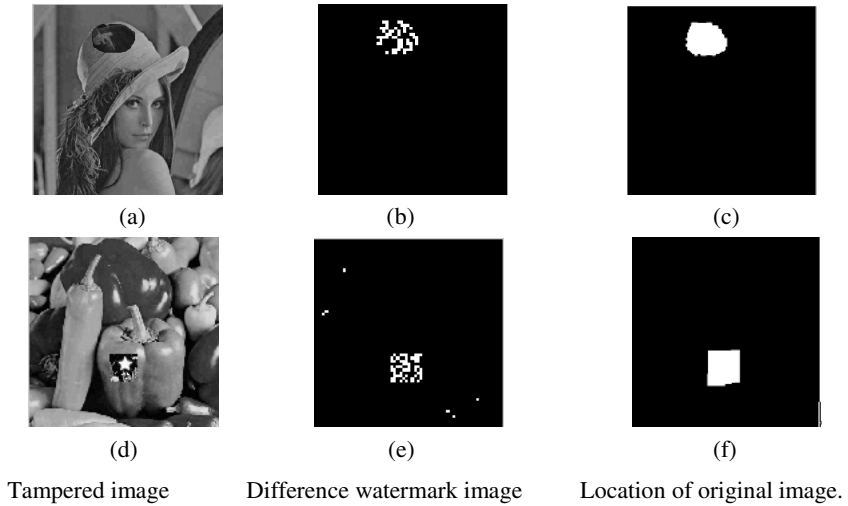 (a) (b) (c)
(d) (e) (f)
Tampered image Difference watermark image Location of original image.